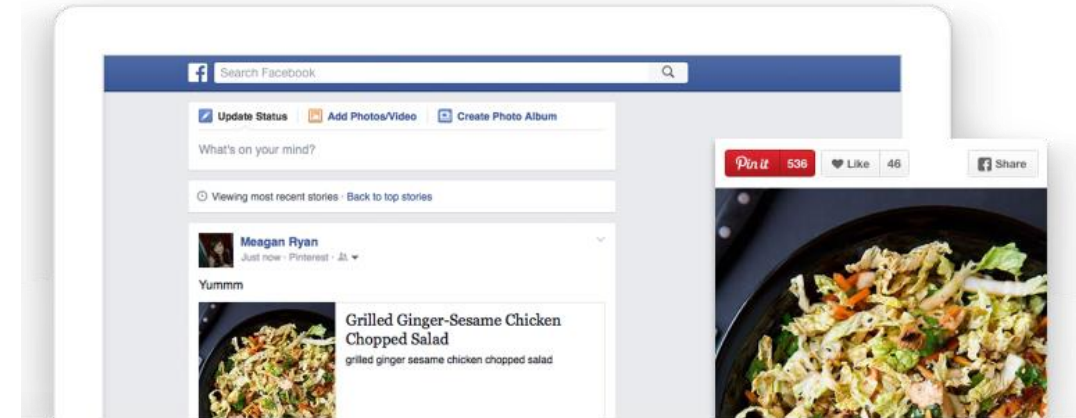 Search Facebook
Update Status Add Photos/Video Create Photo Album
What's on your mind?
Viewing most recent stories · Back to top stories
Meagan Ryan
Just now · Pinterest ·
Yummm
Grilled Ginger-Sesame Chicken
Chopped Salad
grilled ginger sesame chicken chopped salad
Pin it 536 Like 46 Share